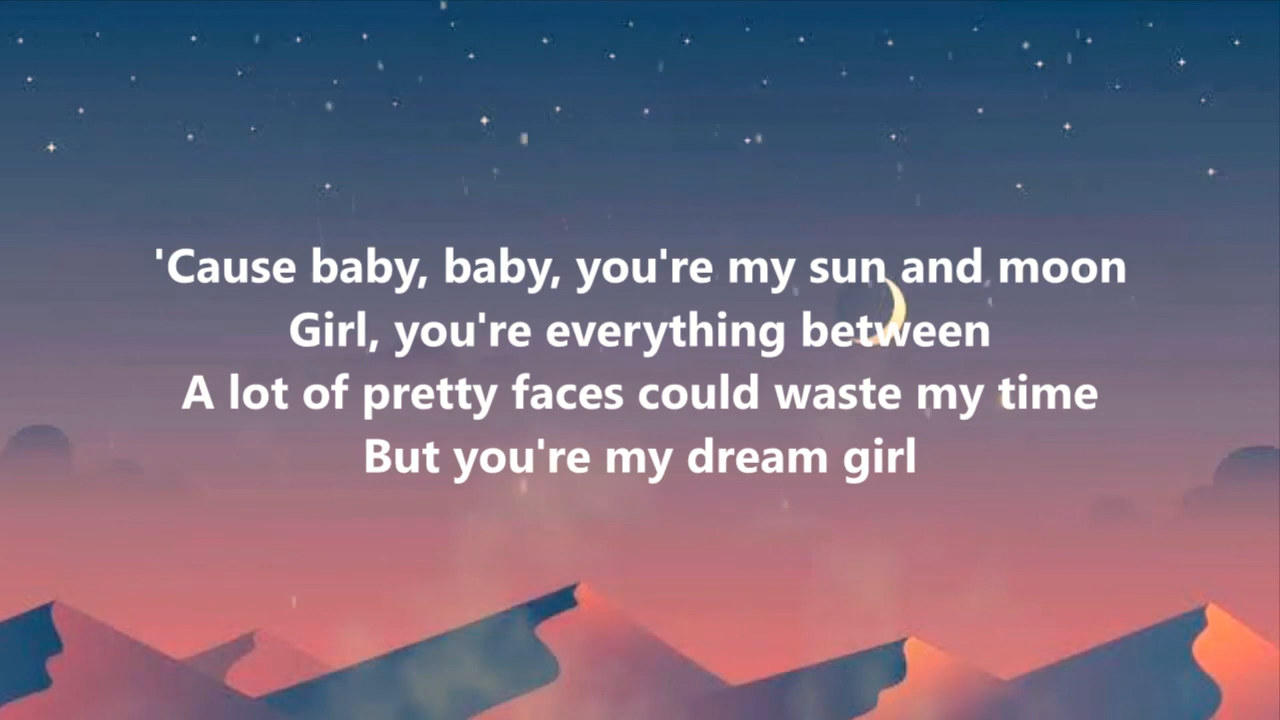 'Cause baby, baby, you're my sun and moon
Girl, you're everything between
A lot of pretty faces could waste my time
But you're my dream girl